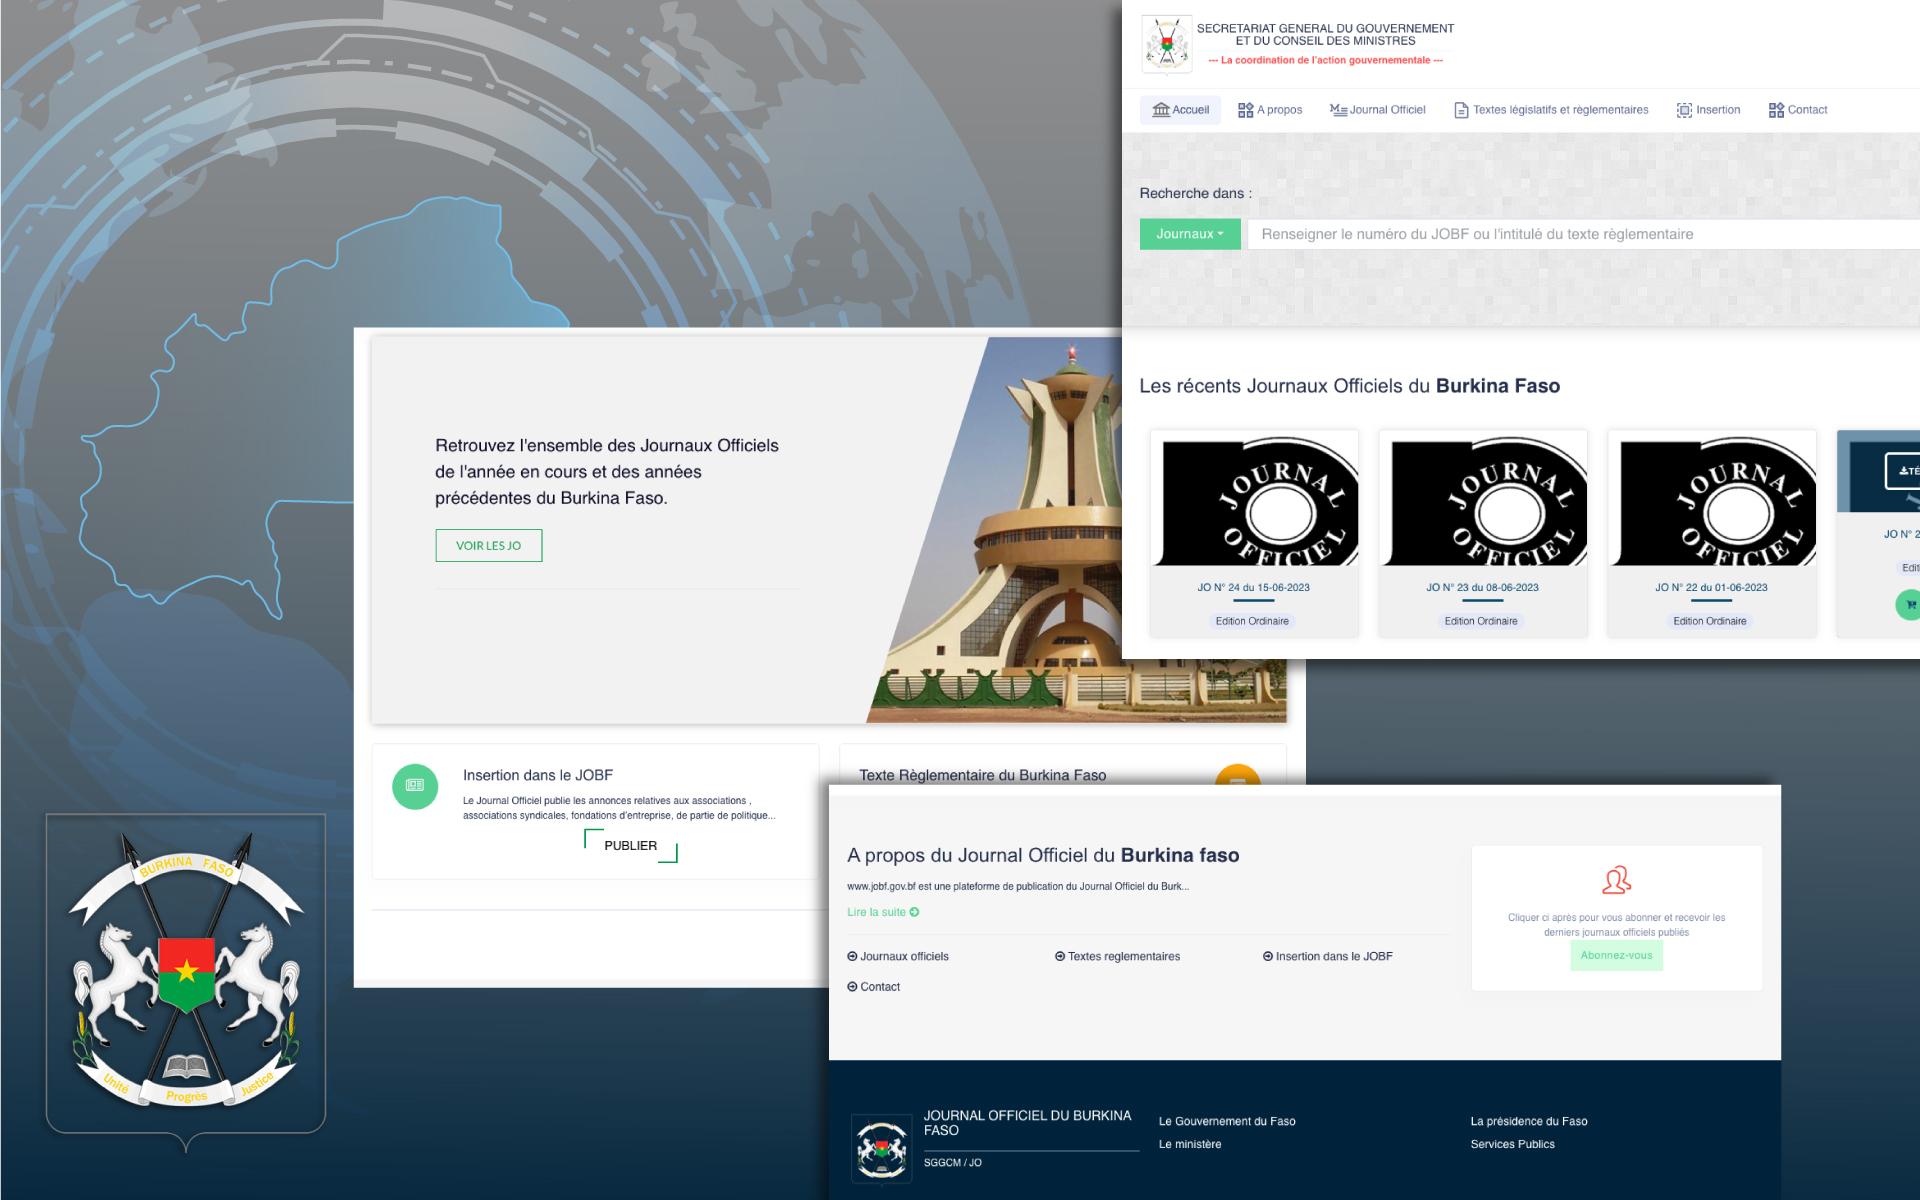 SECRETARIAT GENERAL DU GOUVERNEMENT
ET DU CONSEIL DES MINISTRES
--- La coordination de l'action gouvernementale ---
Accueil
A propos
Journal Officiel
Textes législatifs et règlementaires
Insertion
Contact
Recherche dans :
Journaux
Renseigner le numéro du JOBF ou l'intitulé du texte règlementaire
Les récents Journaux Officiels du Burkina Faso
JOURNAL OFFICIEL
JO N° 24 du 15-06-2023
Edition Ordinaire
JOURNAL OFFICIEL
JO N° 23 du 08-06-2023
Edition Ordinaire
JOURNAL OFFICIEL
JO N° 22 du 01-06-2023
Edition Ordinaire
JO N° 2
Retrouvez l'ensemble des Journaux Officiels
de l'année en cours et des années
précédentes du Burkina Faso.
VOIR LES JO
Insertion dans le JOBF
Le Journal Officiel publie les annonces relatives aux associations ,
associations syndicales, fondations d'entreprise, de partie de politique...
PUBLIER
Texte Règlementaire du Burkina Faso
BURKINA FASO
Unité
Progrès
Justice
A propos du Journal Officiel du Burkina faso
www.jobf.gov.bf est une plateforme de publication du Journal Officiel du Burk...
Lire la suite
Journaux officiels
Textes reglementaires
Insertion dans le JOBF
Contact
Cliquer ci après pour vous abonner et recevoir les
derniers journaux officiels publiés
Abonnez-vous
JOURNAL OFFICIEL DU BURKINA
FASO
SGGCM / JO
Le Gouvernement du Faso
Le ministère
La présidence du Faso
Services Publics